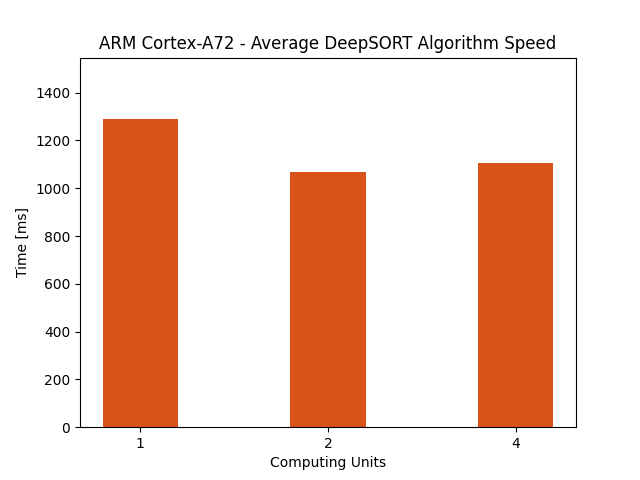 ARM Cortex-A72 - Average DeepSORT Algorithm Speed
1400
1200
1000
800
600
400
200
0
Time [ms]
1 2 4
Computing Units